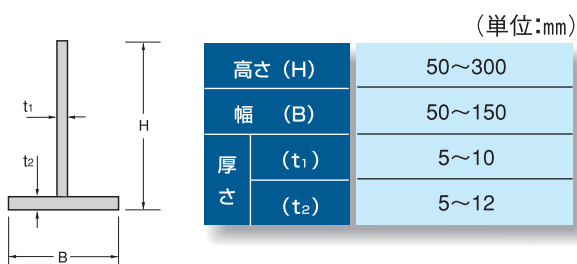 (単位:㎜)
t₁
H
t₂
B
高さ (H) 50〜300
幅 (B) 50〜150
厚さ (t₁) 5〜10
(t₂) 5〜12